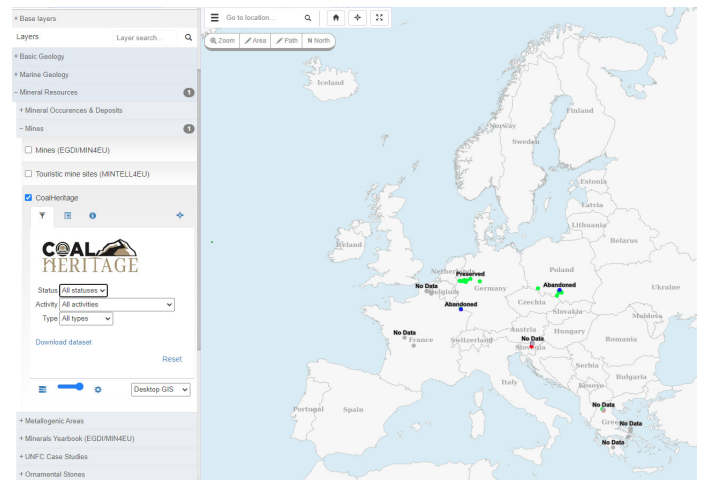 + Base layers
Layers
Layer search...
+ Basic Geology
+ Marine Geology
− Mineral Resources 1
+ Mineral Occurences & Deposits
− Mines 1
Mines (EGDI/MIN4EU)
Touristic mine sites (MINTELL4EU)
CoalHeritage
COAL
HERITAGE
Status All statuses
Activity All activities
Type All types
Download dataset
Reset
Desktop GIS
+ Metallogenic Areas
+ Minerals Yearbook (EGDI/MIN4EU)
+ UNFC Case Studies
+ Ornamental Stones
Go to location...
Zoom Area Path N North
Iceland
Finland
Norway
Sweden
Estonia
Latvia
Lithuania
Belarus
Ireland
Netherlands
Preserved
Poland
No Data
Belgium
Germany
Abandoned
Ukraine
Abandoned
Czechia
Slovakia
Moldova
No Data
France
Switzerland
Austria
Hungary
No Data
Slovenia
Romania
Serbia
Italy
Kosovo
Bulgaria
Portugal
Spain
No Data
Greece
No Data
No Data